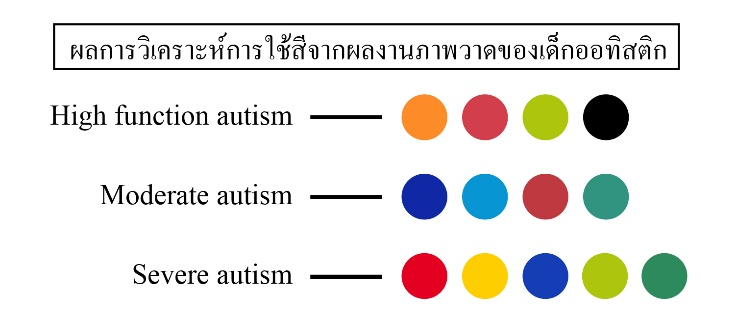 ผลการวิเคราะห์การใช้สีจากผลงานภาพวาดของเด็กออทิสติก
High function autism
Moderate autism
Severe autism